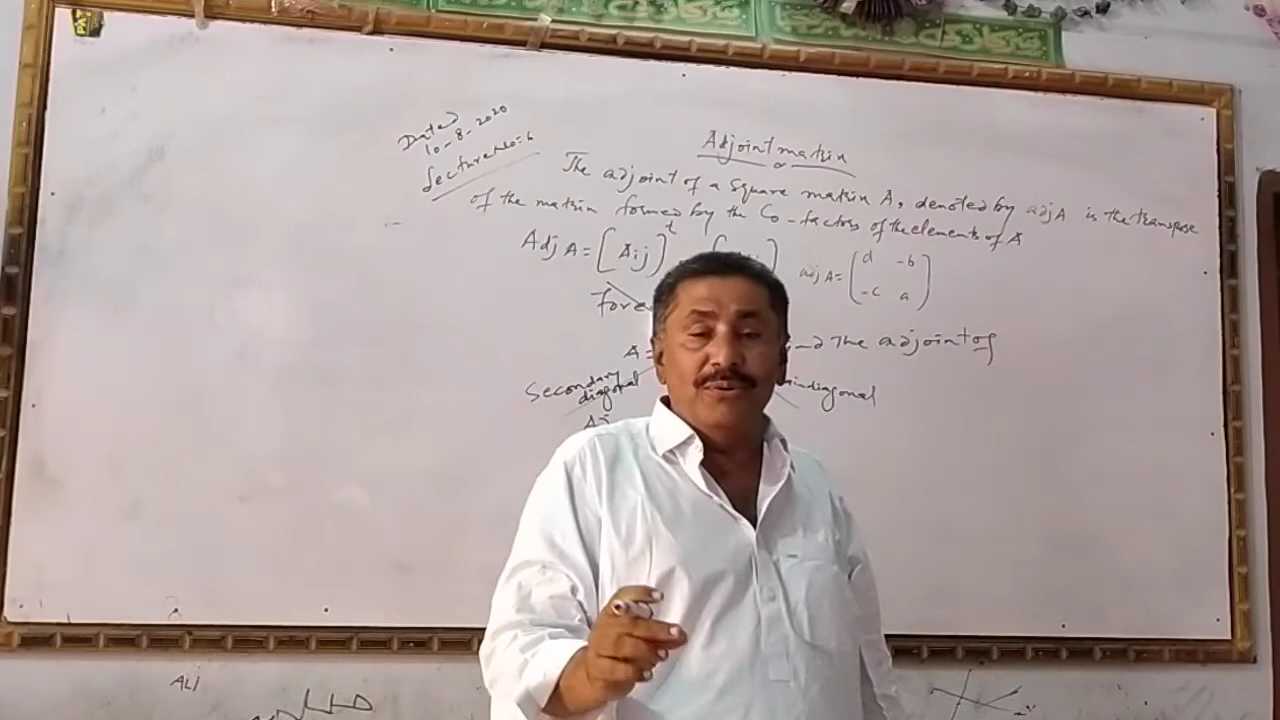 Dated
10-8-2020
Lecture No: 6
Adjoint matrix
The adjoint of a square matrix A, denoted by adj A is the transpose
of the matrix formed by the Co-factors of the elements of A
Adj A = [Aij]^t
adj A = [d -b
-c a]
A =
The adjoint of
Secondary
diagonal
aindiagonal
ALI